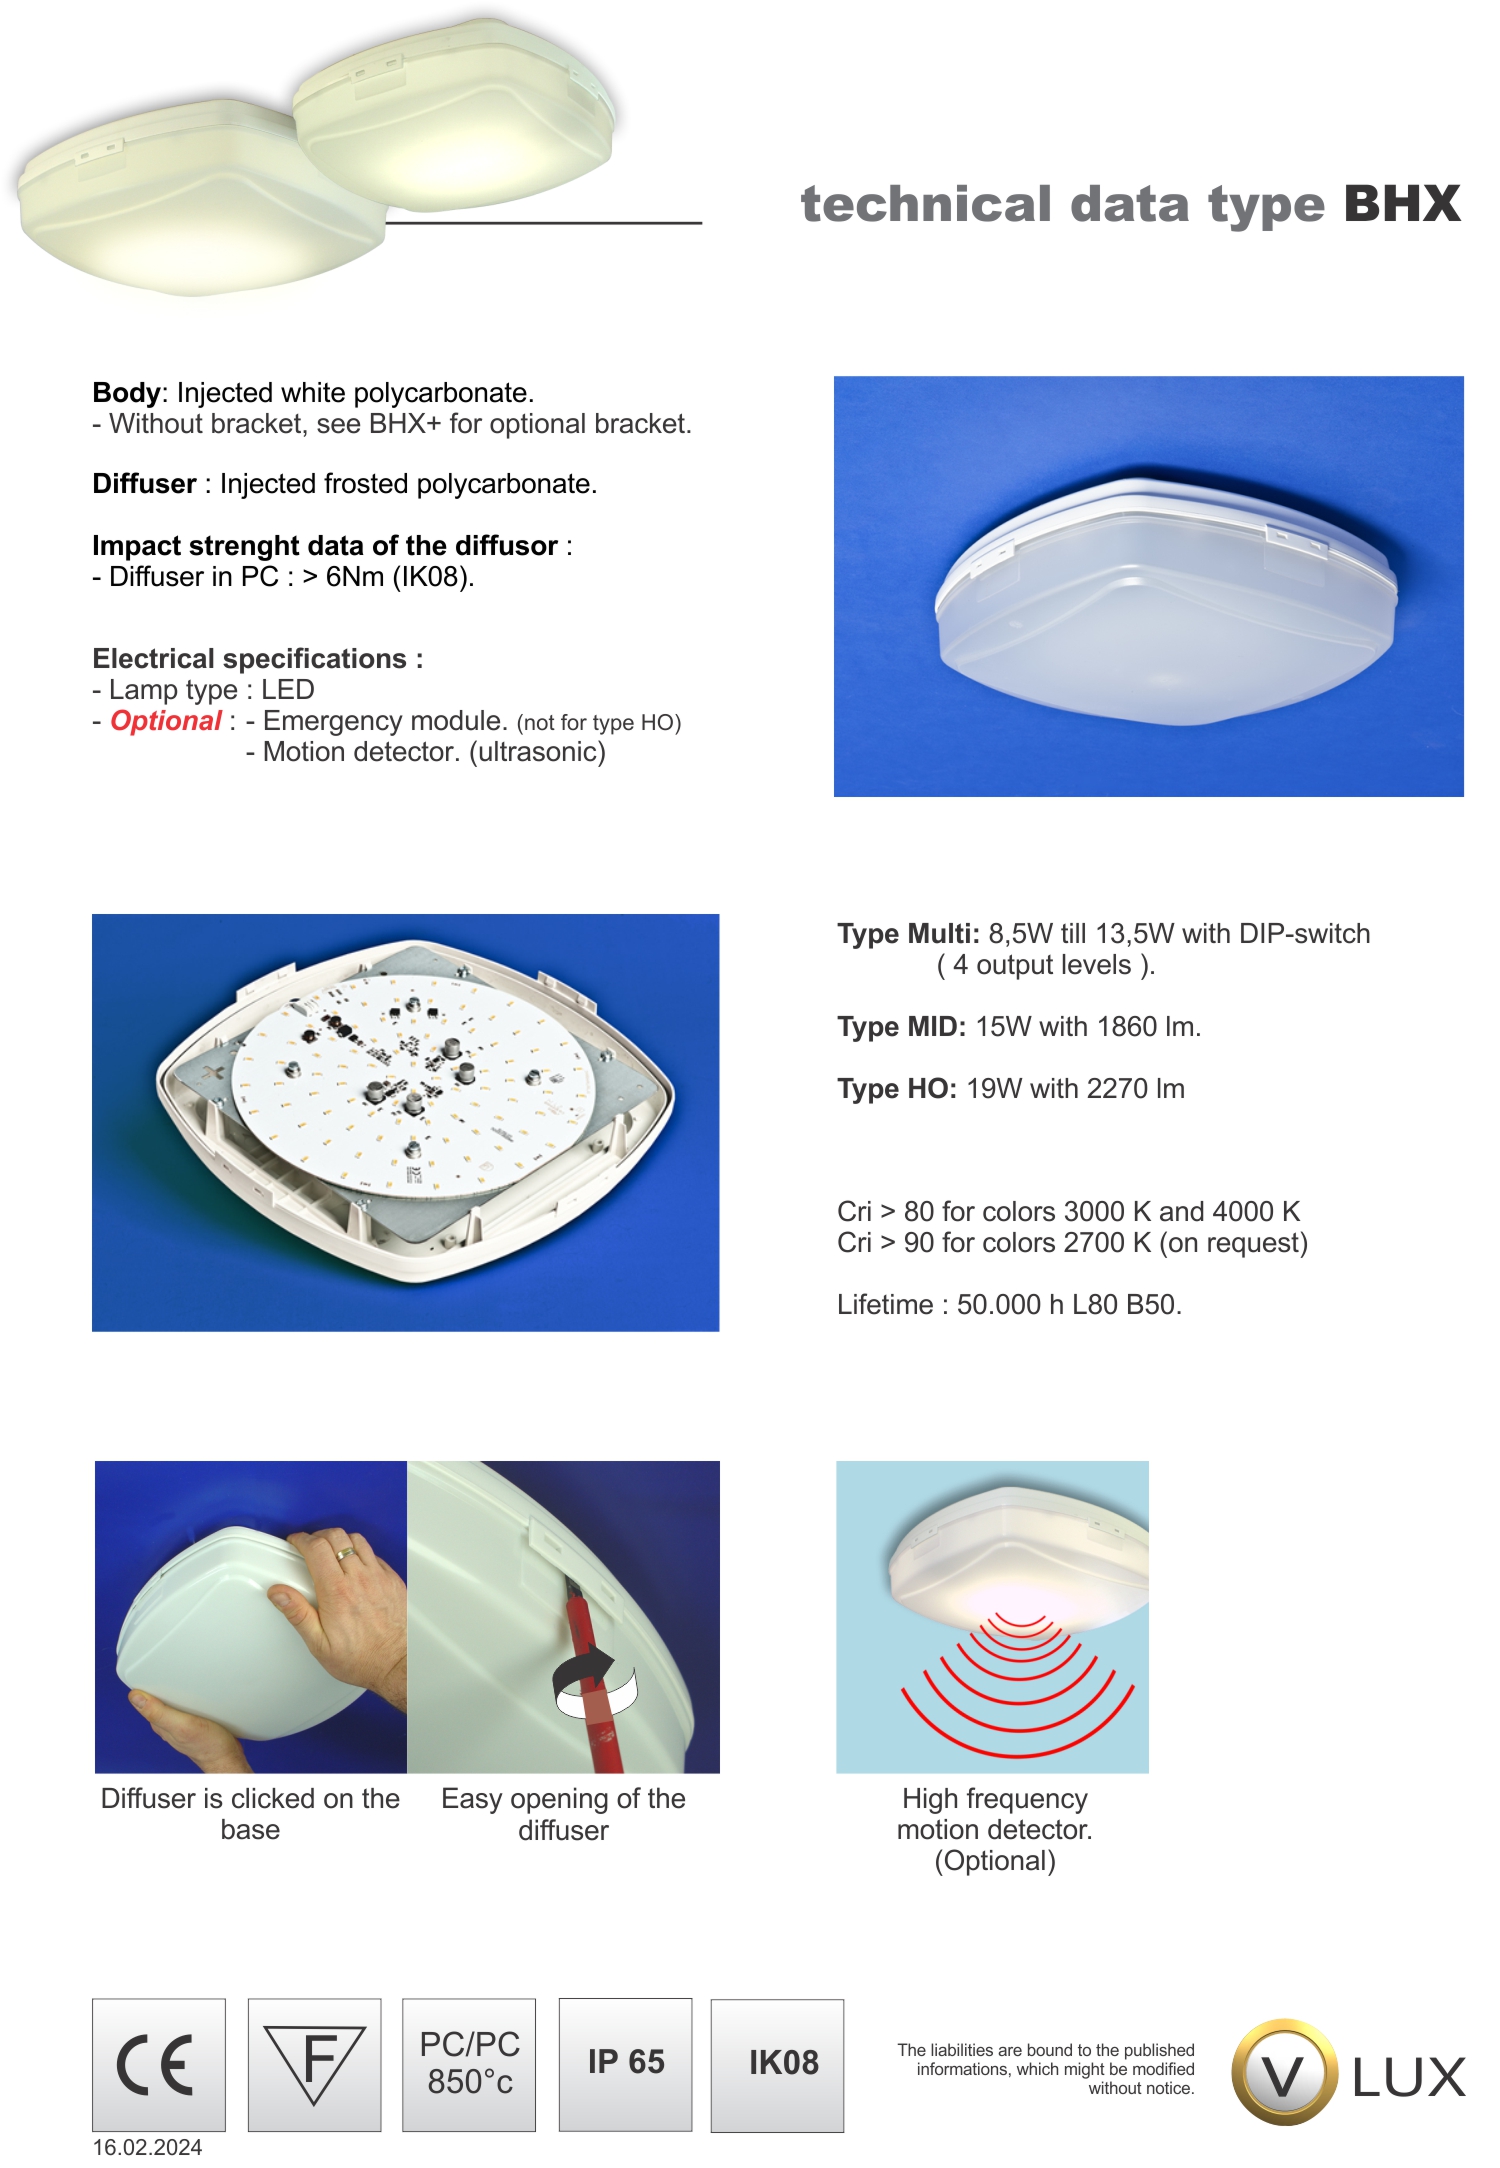 technical data type BHX
Body: Injected white polycarbonate.
- Without bracket, see BHX+ for optional bracket.
Diffuser : Injected frosted polycarbonate.
Impact strenght data of the diffusor :
- Diffuser in PC : > 6Nm (IK08).
Electrical specifications :
- Lamp type : LED
- Optional : - Emergency module. (not for type HO)
- Motion detector. (ultrasonic)
Type Multi: 8,5W till 13,5W with DIP-switch
( 4 output levels ).
Type MID: 15W with 1860 lm.
Type HO: 19W with 2270 lm
Cri > 80 for colors 3000 K and 4000 K
Cri > 90 for colors 2700 K (on request)
Lifetime : 50.000 h L80 B50.
Diffuser is clicked on the
base
Easy opening of the
diffuser
High frequency
motion detector.
(Optional)
CE
F
PC/PC
850°c
IP 65
IK08
The liabilities are bound to the published
informations, which might be modified
without notice.
V LUX
16.02.2024